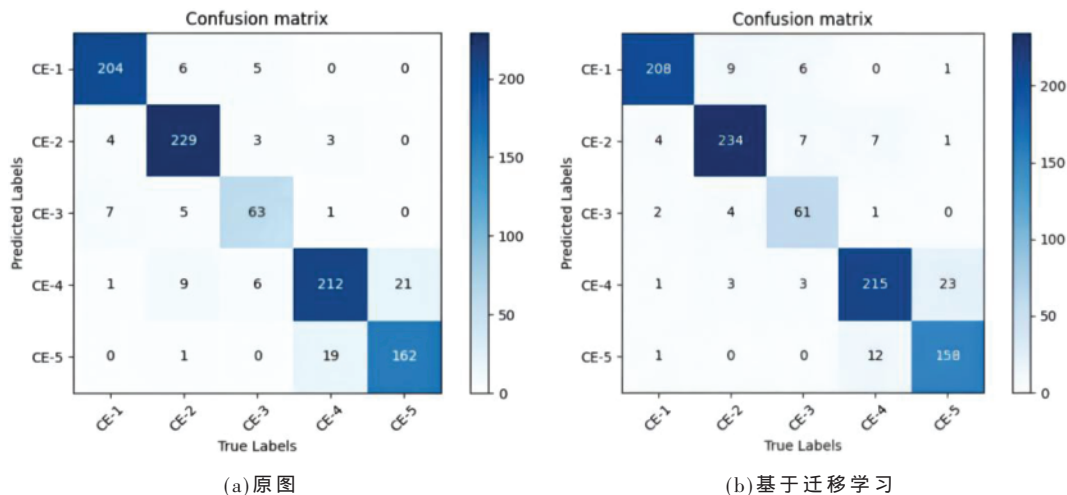 Confusion matrix
CE-1 204 6 5 0 0
200
CE-2 4 229 3 3 0
150
Predicted Labels
CE-3 7 5 63 1 0
100
CE-4 1 9 6 212 21
50
CE-5 0 1 0 19 162
0
CE-1 CE-2 CE-3 CE-4 CE-5
True Labels
(a)原图
Confusion matrix
CE-1 208 9 6 0 1
200
CE-2 4 234 7 7 1
150
Predicted Labels
CE-3 2 4 61 1 0
100
CE-4 1 3 3 215 23
50
CE-5 1 0 0 12 158
0
CE-1 CE-2 CE-3 CE-4 CE-5
True Labels
(b)基于迁移学习